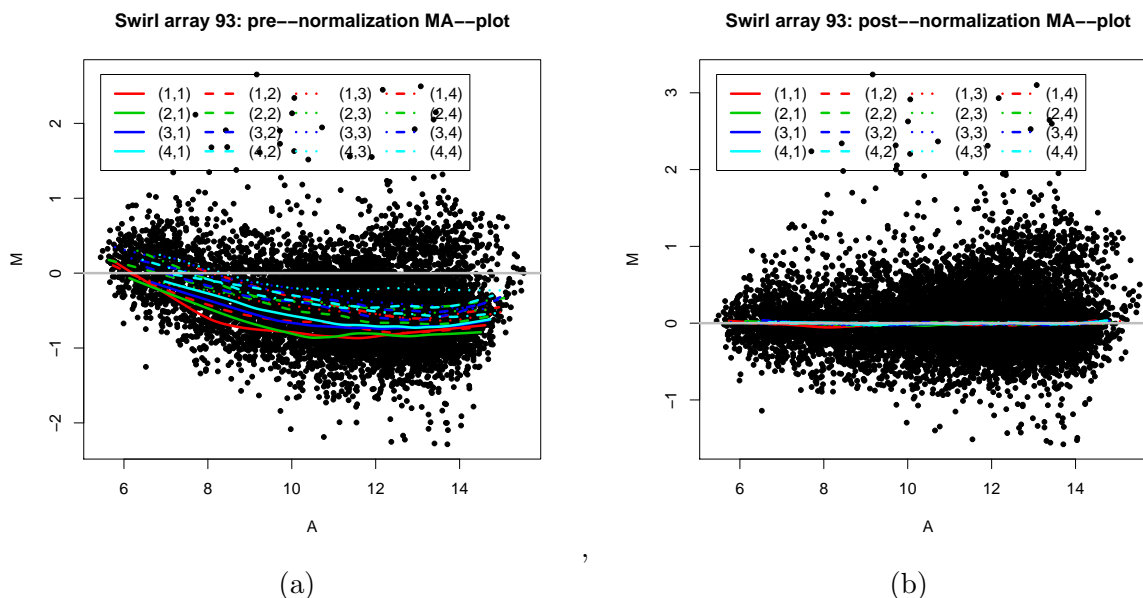 Swirl array 93: pre−−normalization MA−−plot
(1,1) (1,2) (1,3) (1,4)
(2,1) (2,2) (2,3) (2,4)
(3,1) (3,2) (3,3) (3,4)
(4,1) (4,2) (4,3) (4,4)
M
2
1
0
−1
−2
6 8 10 12 14
A
(a)
,
Swirl array 93: post−−normalization MA−−plot
(1,1) (1,2) (1,3) (1,4)
(2,1) (2,2) (2,3) (2,4)
(3,1) (3,2) (3,3) (3,4)
(4,1) (4,2) (4,3) (4,4)
M
3
2
1
0
−1
6 8 10 12 14
A
(b)